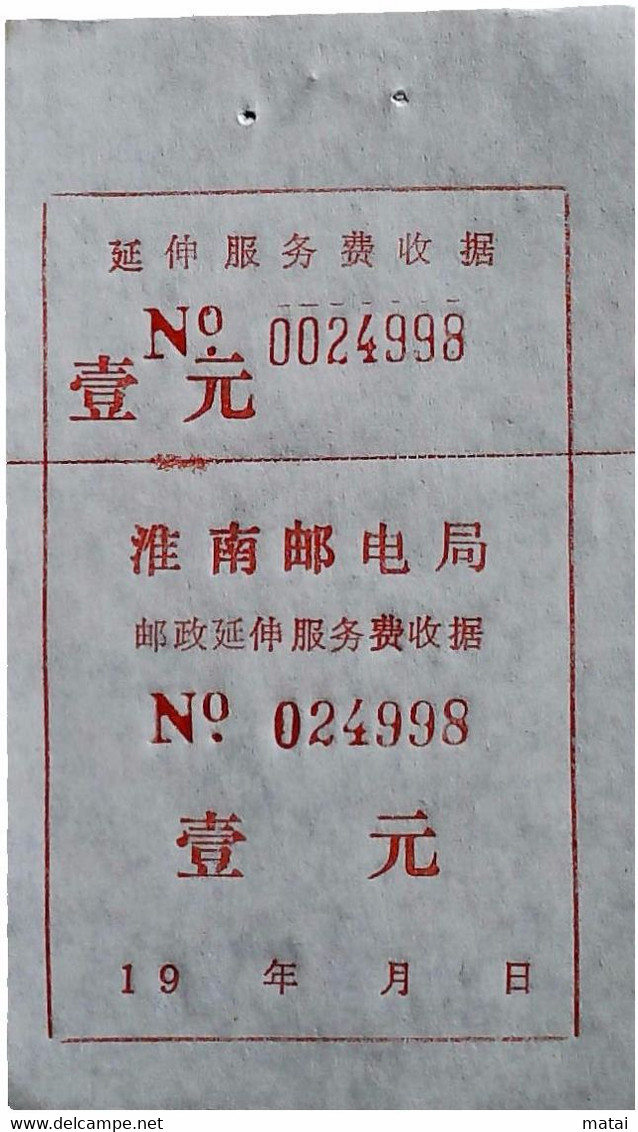 延伸服务费收据
No. 0024998
壹元
淮南邮电局
邮政延伸服务费收据
No. 024998
壹元
19 年 月 日
www.delcampe.net
matai